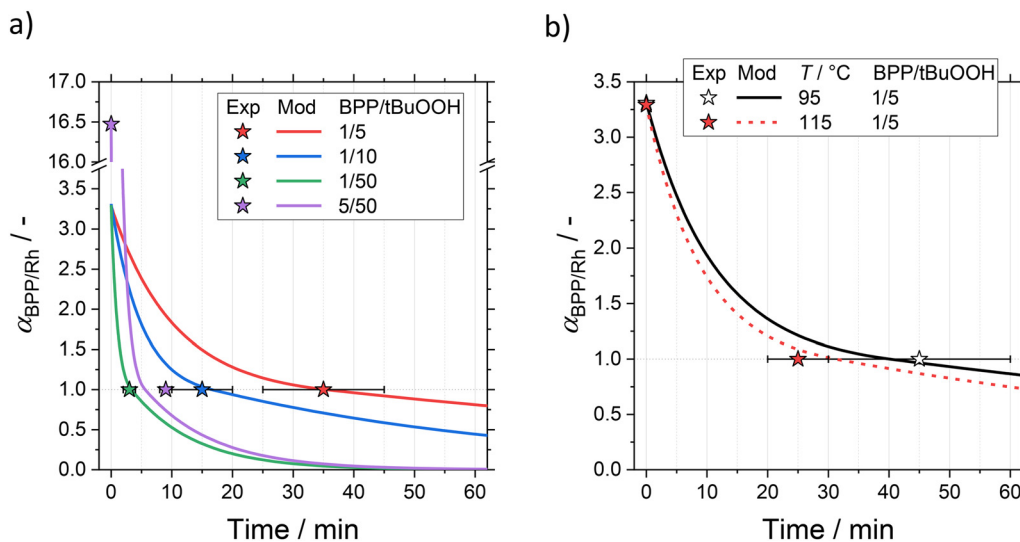 a)
17.0
16.5
16.0
3.5
3.0
2.5
2.0
1.5
1.0
0.5
0.0
α_BPP/Rh / -
Exp Mod BPP/tBuOOH
1/5
1/10
1/50
5/50
0 10 20 30 40 50 60
Time / min
b)
3.5
3.0
2.5
2.0
1.5
1.0
0.5
0.0
α_BPP/Rh / -
Exp Mod T / °C BPP/tBuOOH
95 1/5
115 1/5
0 10 20 30 40 50 60
Time / min